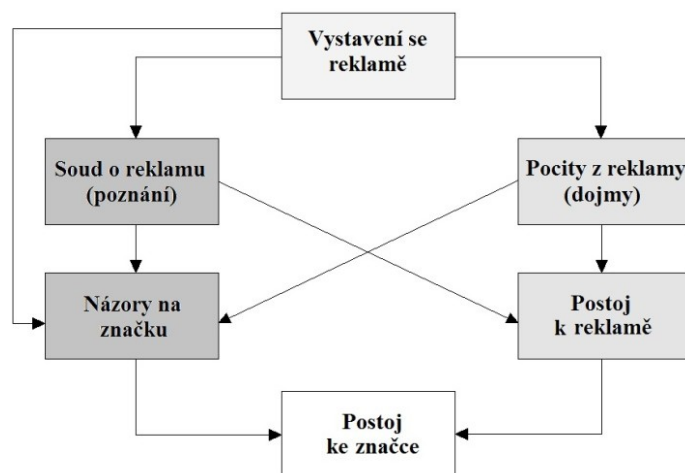 Vystavení se
reklamě
Soud o reklamu
(poznání)
Pocity z reklamy
(dojmy)
Názory na
značku
Postoj
k reklamě
Postoj
ke značce